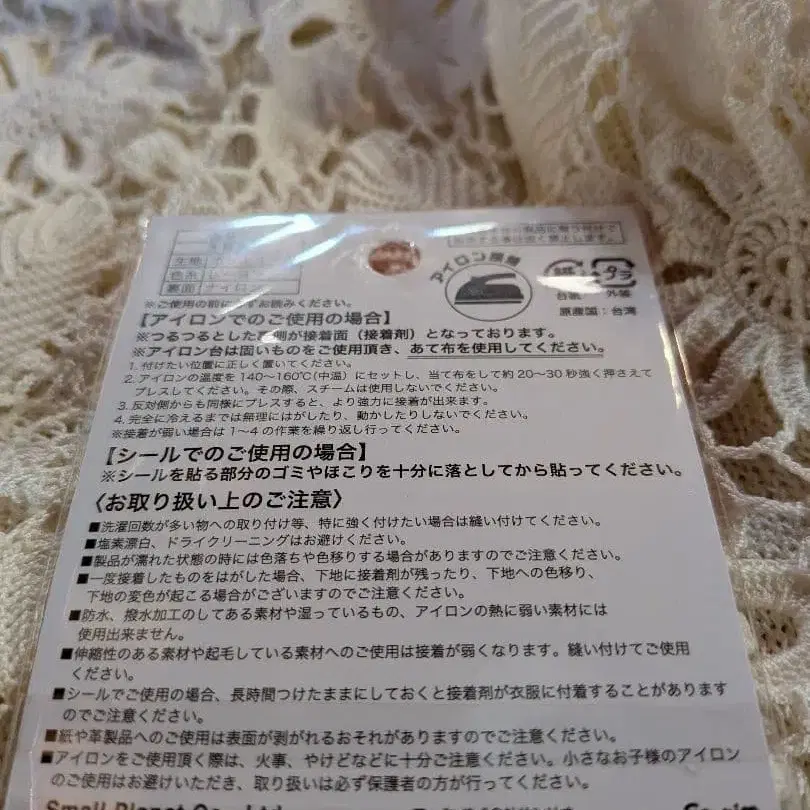 生地
色糸
裏面 ナイロン
アイロン接着
台紙 プラ 外装
原産国:台湾
※ご使用の前に必ずお読みください。
【アイロンでのご使用の場合】
※つるつるとした 側が接着面(接着剤)となっております。
※アイロン台は固いものをご使用頂き、あて布を使用してください。
1. 付けたい位置に正しく置いてください。
2. アイロンの温度を140〜160℃(中温)にセットし、当て布をして約20〜30秒強く押さえて
プレスしてください。その際、スチームは使用しないでください。
3. 反対側からも同様にプレスすると、より強力に接着が出来ます。
4. 完全に冷えるまでは無理にはがしたり、動かしたりしないでください。
※接着が弱い場合は1〜4の作業を繰り返し行ってください。
【シールでのご使用の場合】
※シールを貼る部分のゴミやほこりを十分に落としてから貼ってください。
〈お取り扱い上のご注意〉
■洗濯回数が多い物への取り付け等、特に強く付けたい場合は縫い付けてください。
■塩素漂白、ドライクリーニングはお避けください。
■製品が濡れた状態の時には色落ちや色移りする場合がありますのでご注意ください。
■一度接着したものをはがした場合、下地に接着剤が残ったり、下地への色移り、
下地の変色が起こる場合がございますのでご注意ください。
■防水、撥水加工のしてある素材や湿っているもの、アイロンの熱に弱い素材には
使用出来ません。
■伸縮性のある素材や起毛している素材へのご使用は接着が弱くなります。縫い付けてご使用
ください。
■シールでご使用の場合、長時間つけたままにしておくと接着剤が衣服に付着することがあります
のでご注意ください。
■紙や革製品へのご使用は表面が剥がれるおそれがありますのでご注意ください。
■アイロンをご使用頂く際は、火事、やけどなどに十分ご注意ください。小さなお子様のアイロン
のご使用はお避けいただき、取り扱いは必ず保護者の方が行ってください。
Small Planet Co., Ltd.